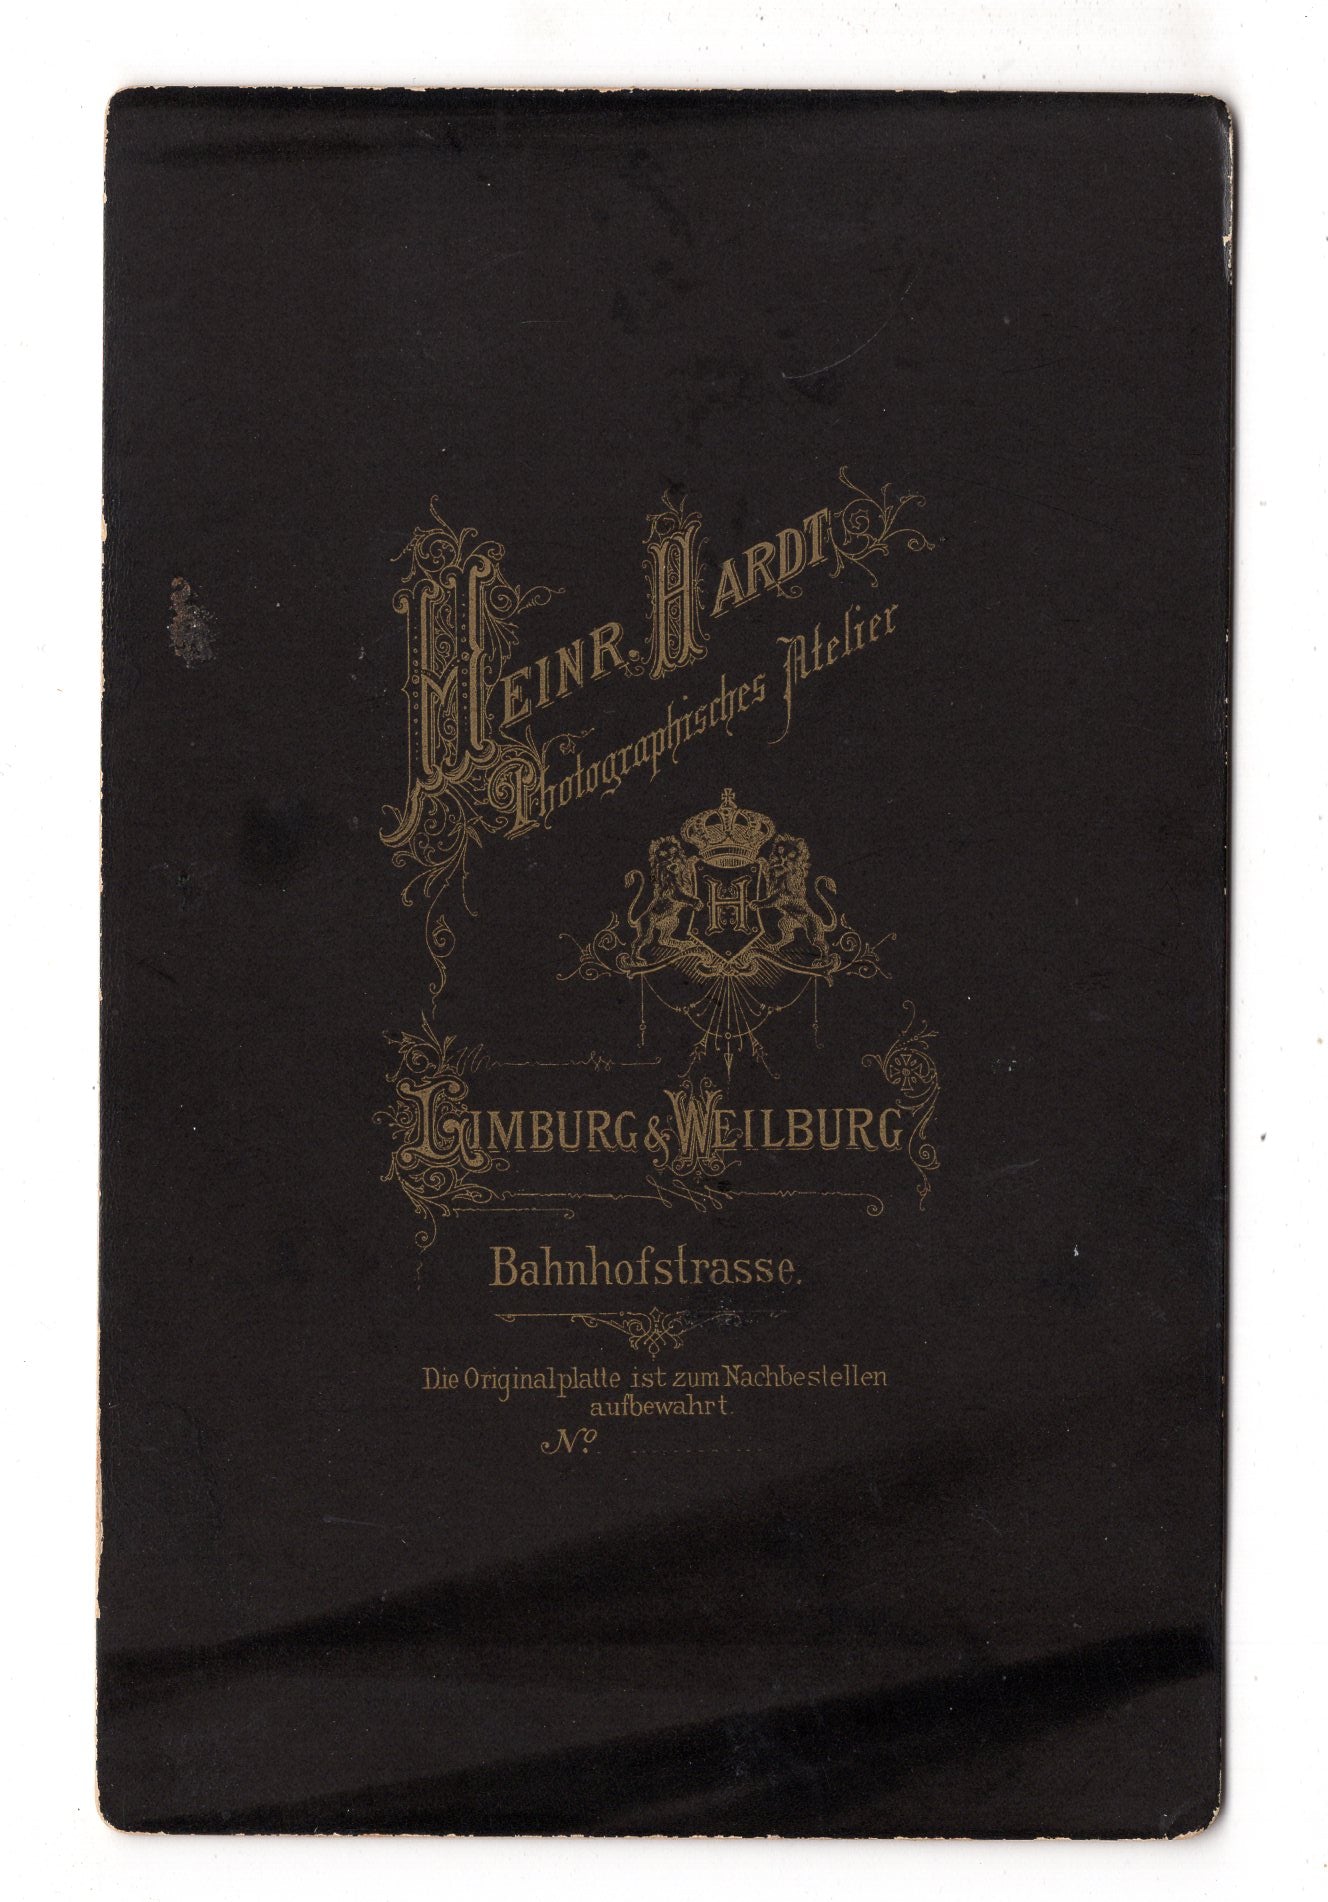 HEINR. HARDT
Photographisches Atelier
H
LIMBURG & WEILBURG
Bahnhofstrasse.
Die Originalplatte ist zum Nachbestellen
aufbewahrt.
No.